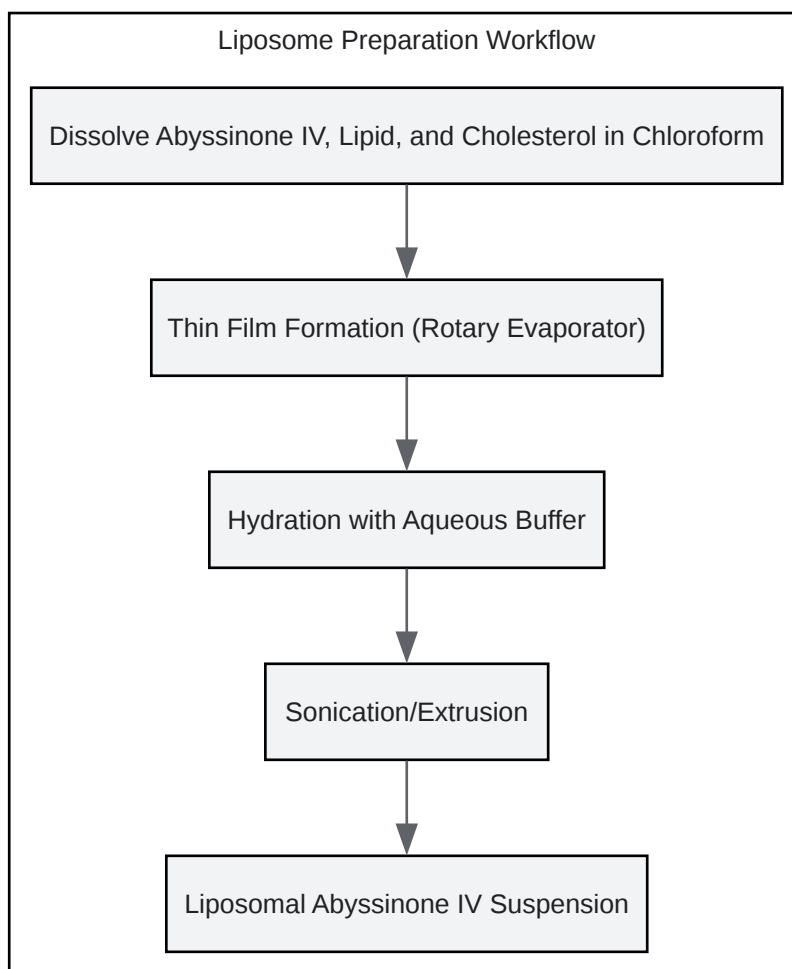 Liposome Preparation Workflow
Dissolve Abyssinone IV, Lipid, and Cholesterol in Chloroform
Thin Film Formation (Rotary Evaporator)
Hydration with Aqueous Buffer
Sonication/Extrusion
Liposomal Abyssinone IV Suspension